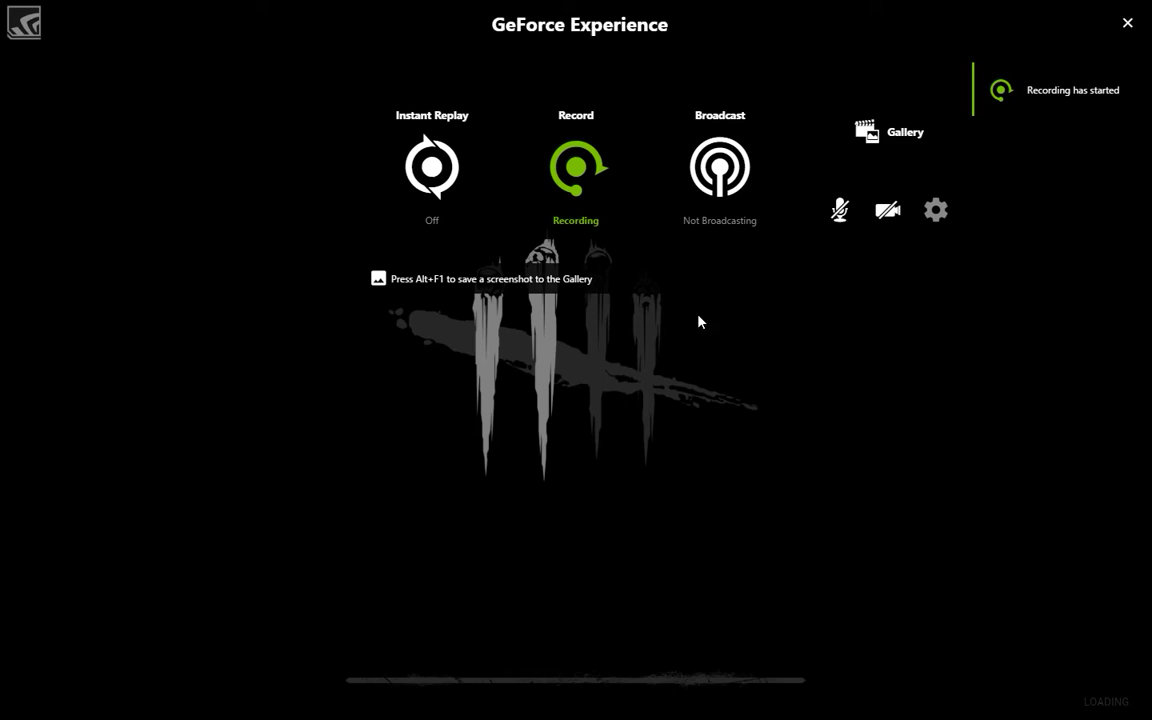 GeForce Experience
Recording has started
Instant Replay
Record
Broadcast
Gallery
Off
Recording
Not Broadcasting
Press Alt+F1 to save a screenshot to the Gallery
LOADING